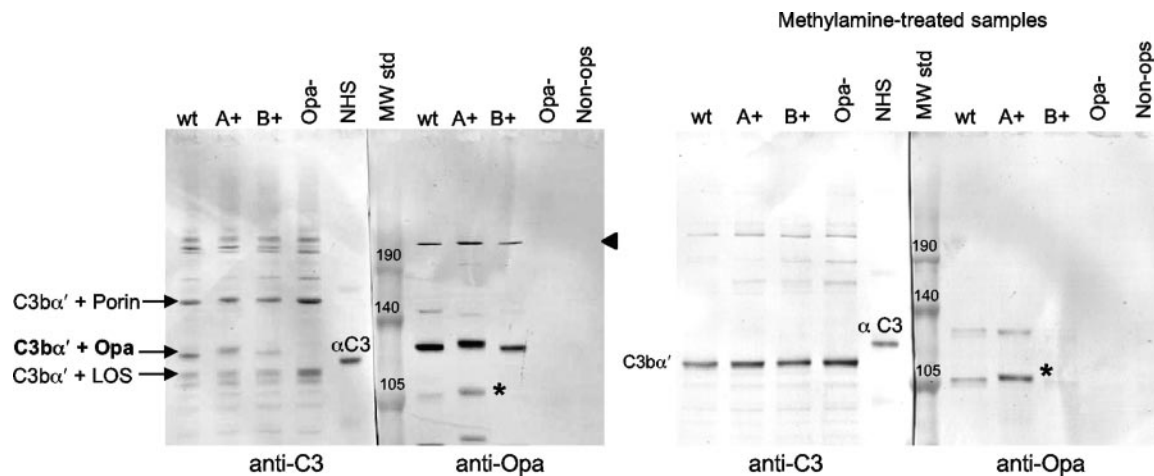 Methylamine-treated samples
wt A+ B+ Opa- NHS MW std wt A+ B+ Opa- Non-ops
wt A+ B+ Opa- NHS MW std wt A+ B+ Opa- Non-ops
190
190
C3bα′ + Porin
140
140
C3bα′ + Opa
αC3
α C3
C3bα′
C3bα′ + LOS
105
*
105
*
anti-C3 anti-Opa
anti-C3 anti-Opa